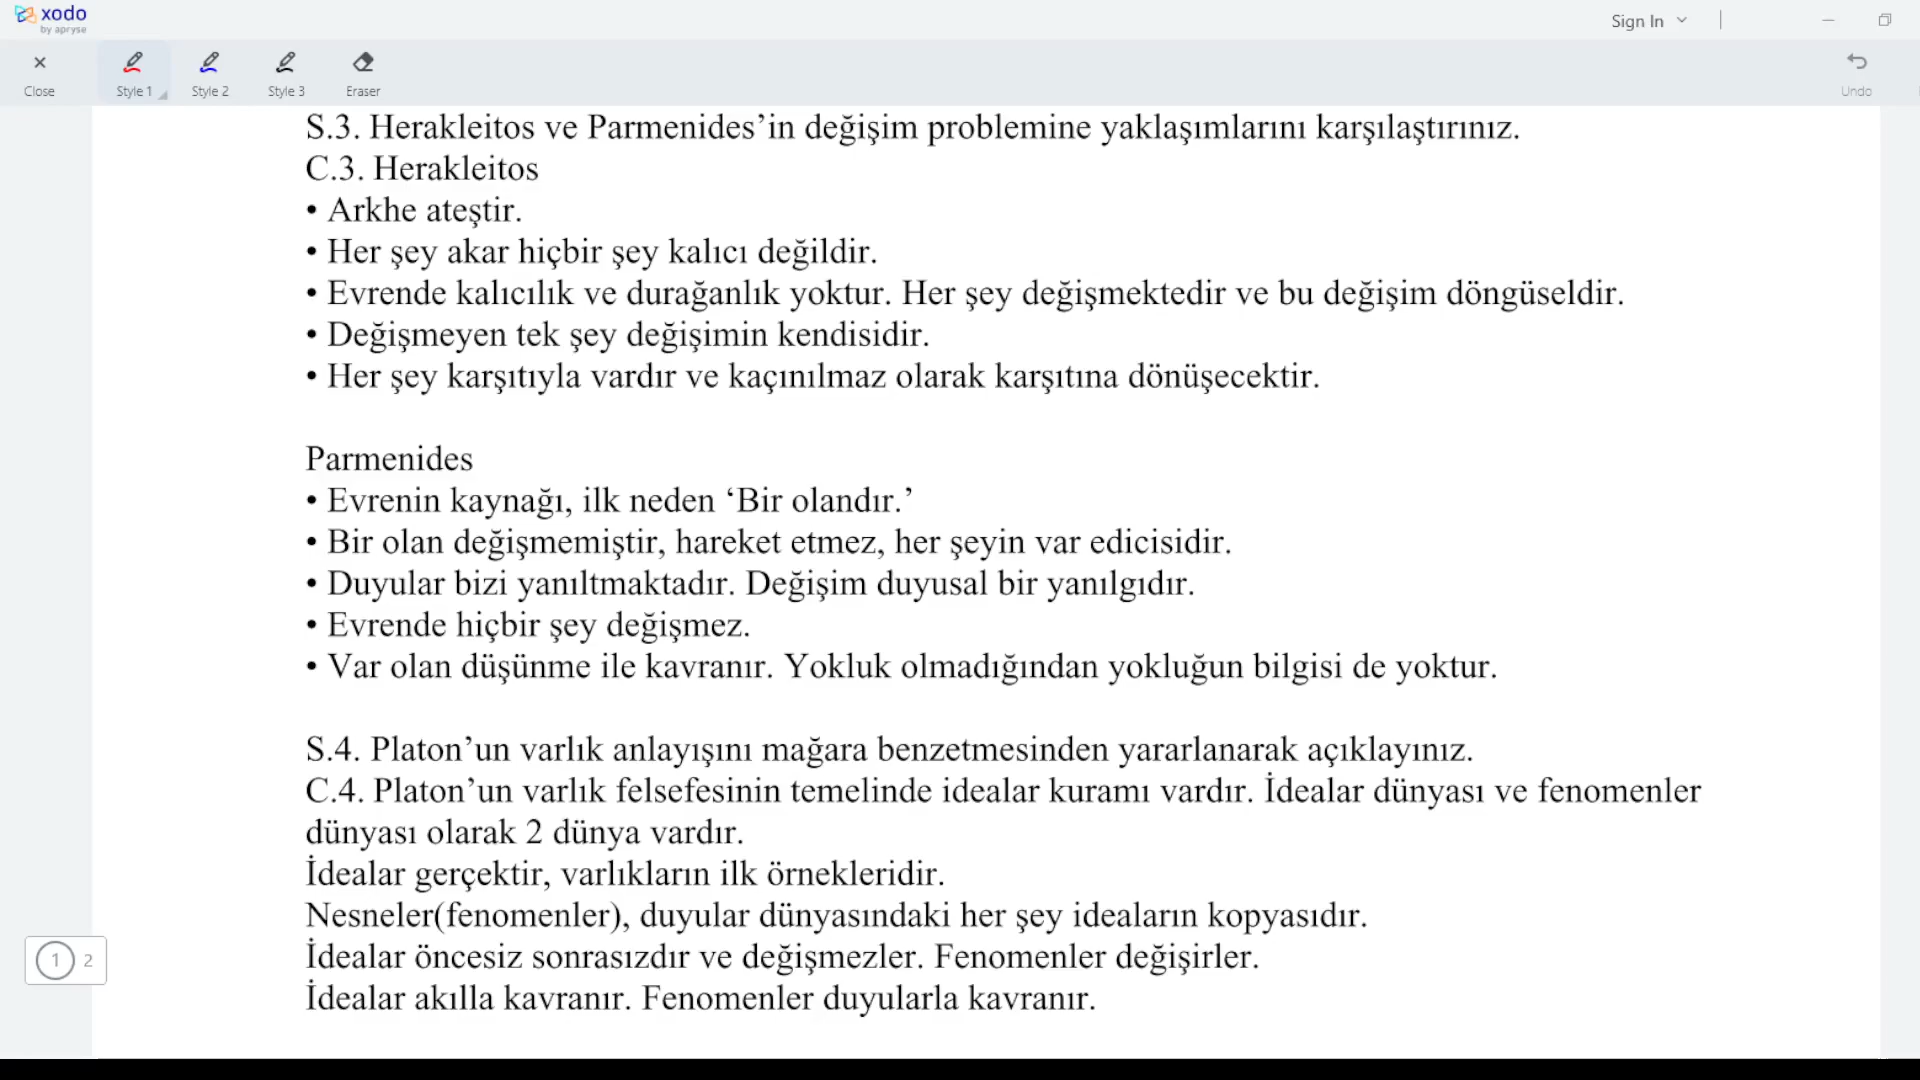 xodo
by apryse
Sign In
Close
Style 1
Style 2
Style 3
Eraser
Undo
S.3. Herakleitos ve Parmenides’in değişim problemine yaklaşımlarını karşılaştırınız.
C.3. Herakleitos
• Arkhe ateştir.
• Her şey akar hiçbir şey kalıcı değildir.
• Evrende kalıcılık ve durağanlık yoktur. Her şey değişmektedir ve bu değişim döngüseldir.
• Değişmeyen tek şey değişimin kendisidir.
• Her şey karşıtıyla vardır ve kaçınılmaz olarak karşıtına dönüşecektir.
Parmenides
• Evrenin kaynağı, ilk neden ‘Bir olandır.’
• Bir olan değişmemiştir, hareket etmez, her şeyin var edicisidir.
• Duyular bizi yanıltmaktadır. Değişim duyusal bir yanılgıdır.
• Evrende hiçbir şey değişmez.
• Var olan düşünme ile kavranır. Yokluk olmadığından yokluğun bilgisi de yoktur.
S.4. Platon’un varlık anlayışını mağara benzetmesinden yararlanarak açıklayınız.
C.4. Platon’un varlık felsefesinin temelinde idealar kuramı vardır. İdealar dünyası ve fenomenler
dünyası olarak 2 dünya vardır.
İdealar gerçektir, varlıkların ilk örnekleridir.
Nesneler(fenomenler), duyular dünyasındaki her şey ideaların kopyasıdır.
İdealar öncesiz sonrasızdır ve değişmezler. Fenomenler değişirler.
İdealar akılla kavranır. Fenomenler duyularla kavranır.
1 2